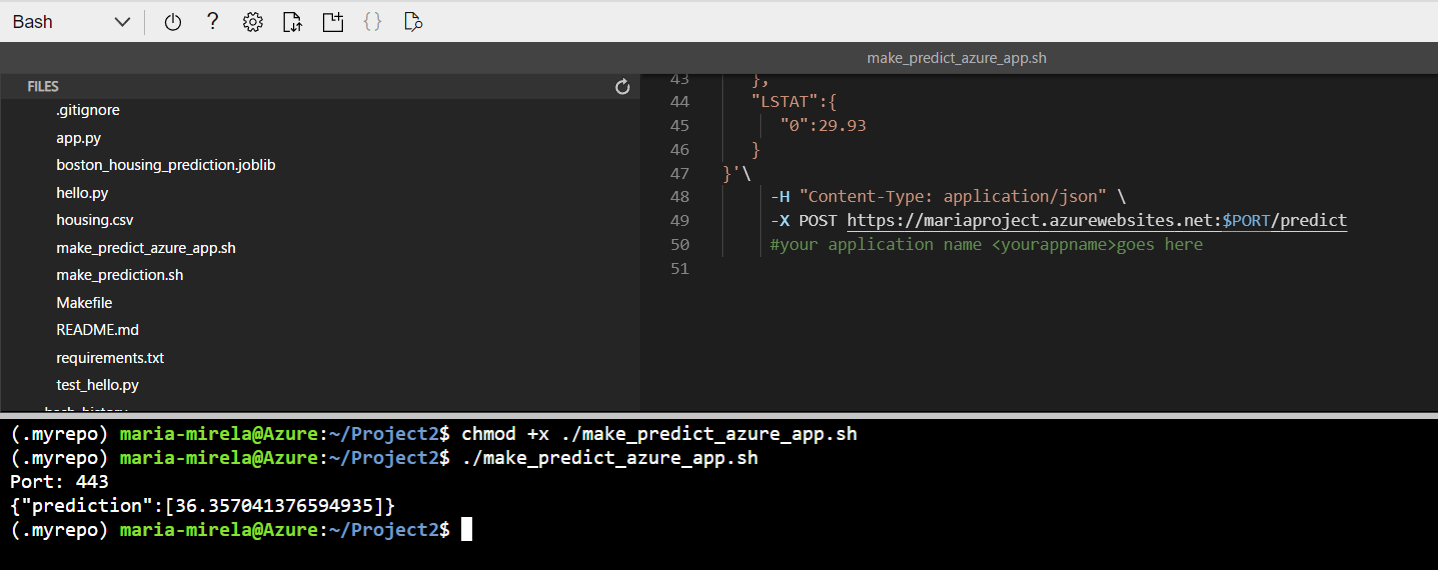 Bash
make_predict_azure_app.sh
FILES
.gitignore
app.py
boston_housing_prediction.joblib
hello.py
housing.csv
make_predict_azure_app.sh
make_prediction.sh
Makefile
README.md
requirements.txt
test_hello.py
43 },
44 "LSTAT":{
45 "0":29.93
46 }
47 }'\
48 -H "Content-Type: application/json" \
49 -X POST https://mariaproject.azurewebsites.net:$PORT/predict
50 #your application name <yourappname>goes here
51
(.myrepo) maria-mirela@Azure:~/Project2$ chmod +x ./make_predict_azure_app.sh
(.myrepo) maria-mirela@Azure:~/Project2$ ./make_predict_azure_app.sh
Port: 443
{"prediction":[36.357041376594935]}
(.myrepo) maria-mirela@Azure:~/Project2$